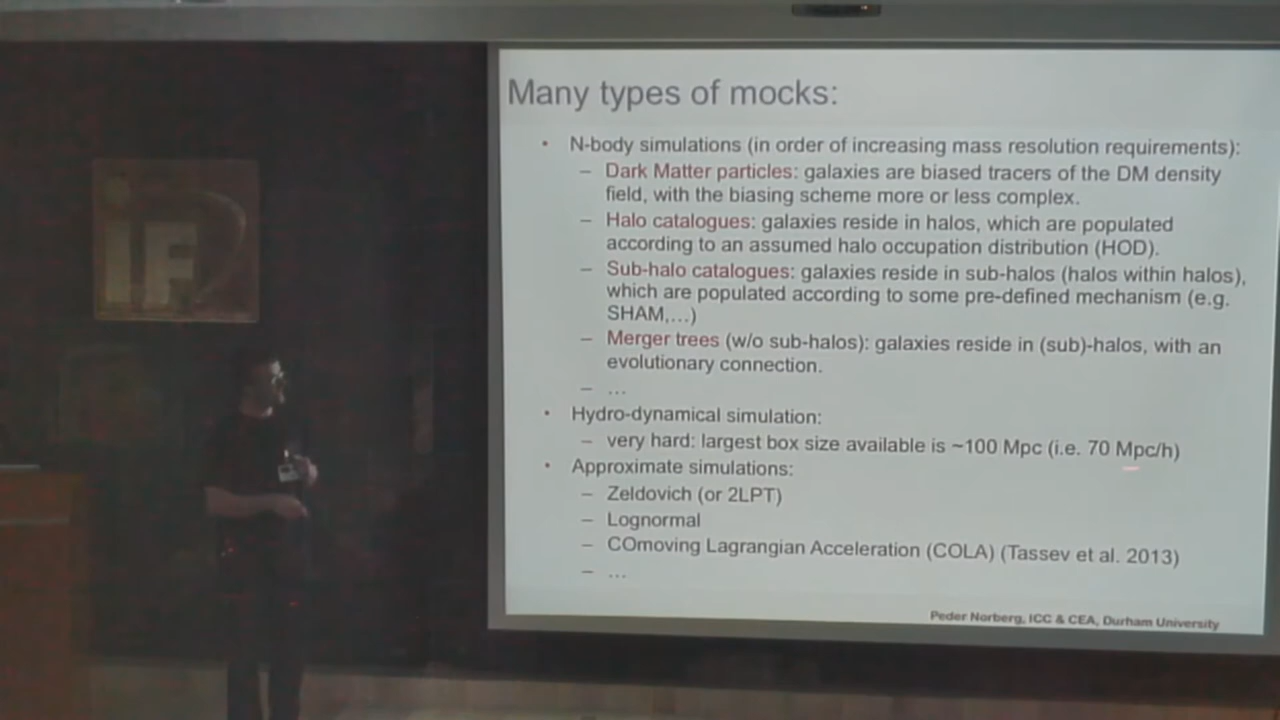 Many types of mocks:
• N-body simulations (in order of increasing mass resolution requirements):
– Dark Matter particles: galaxies are biased tracers of the DM density
field, with the biasing scheme more or less complex.
– Halo catalogues: galaxies reside in halos, which are populated
according to an assumed halo occupation distribution (HOD).
– Sub-halo catalogues: galaxies reside in sub-halos (halos within halos),
which are populated according to some pre-defined mechanism (e.g.
SHAM,…)
– Merger trees (w/o sub-halos): galaxies reside in (sub)-halos, with an
evolutionary connection.
– …
• Hydro-dynamical simulation:
– very hard: largest box size available is ~100 Mpc (i.e. 70 Mpc/h)
• Approximate simulations:
– Zeldovich (or 2LPT)
– Lognormal
– COmoving Lagrangian Acceleration (COLA) (Tassev et al. 2013)
– …
Peder Norberg, ICC & CEA, Durham University